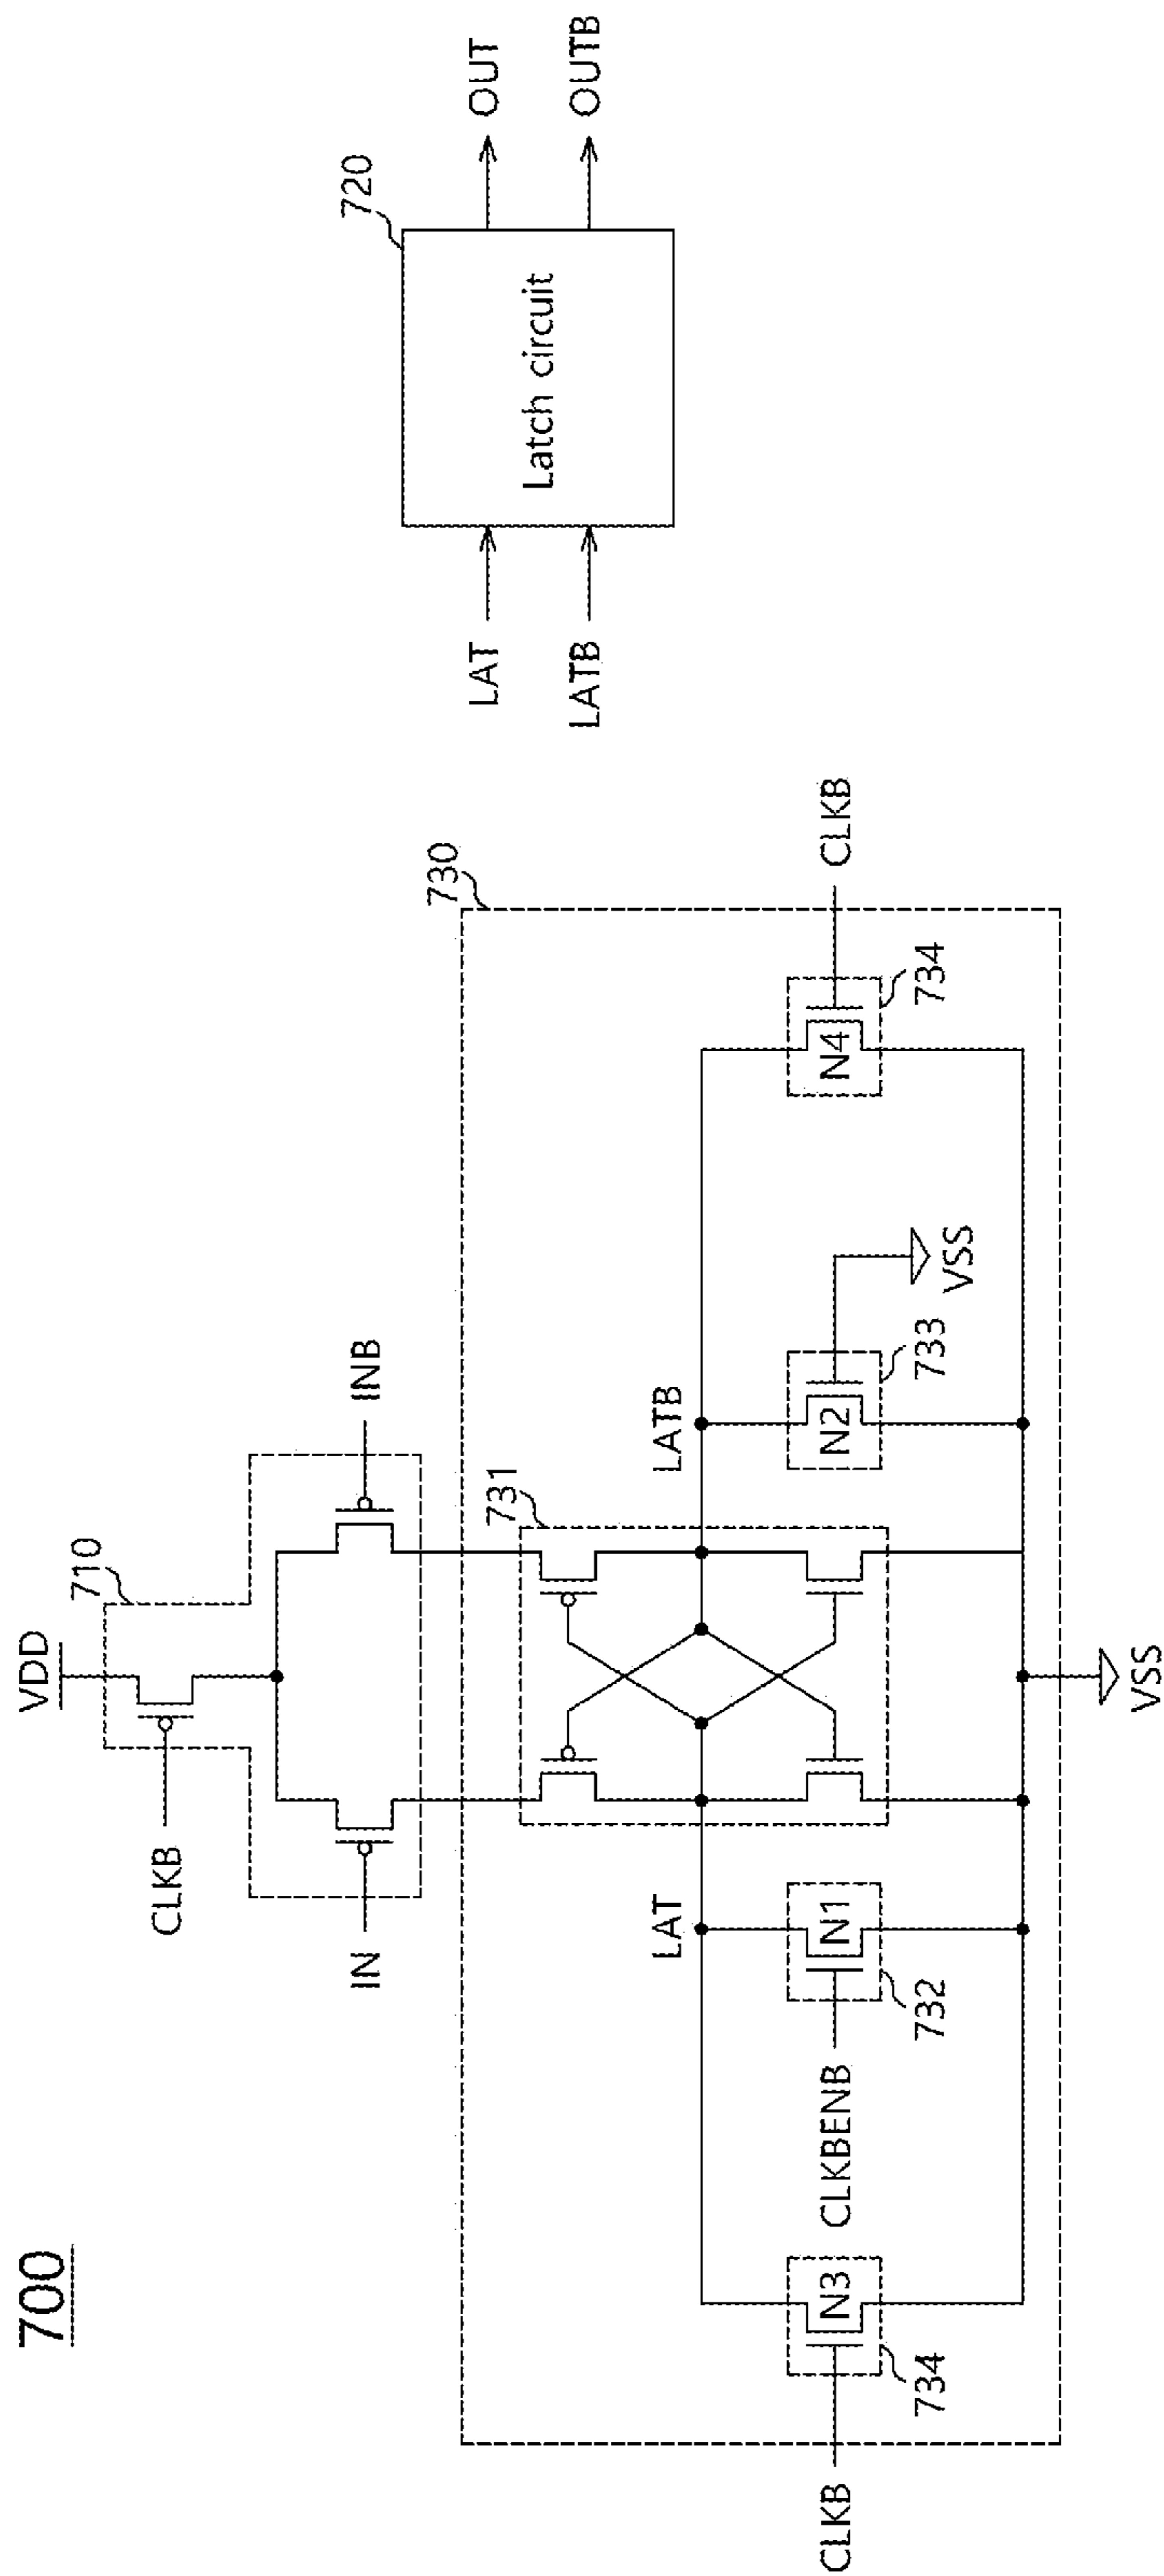 700
VDD
710
CLKB
IN
INB
730
731
LAT
LATB
CLKB
N3
734
CLKBENB
N1
732
N2
733
VSS
N4
734
CLKB
VSS
720
LAT
LATB
Latch circuit
OUT
OUTB